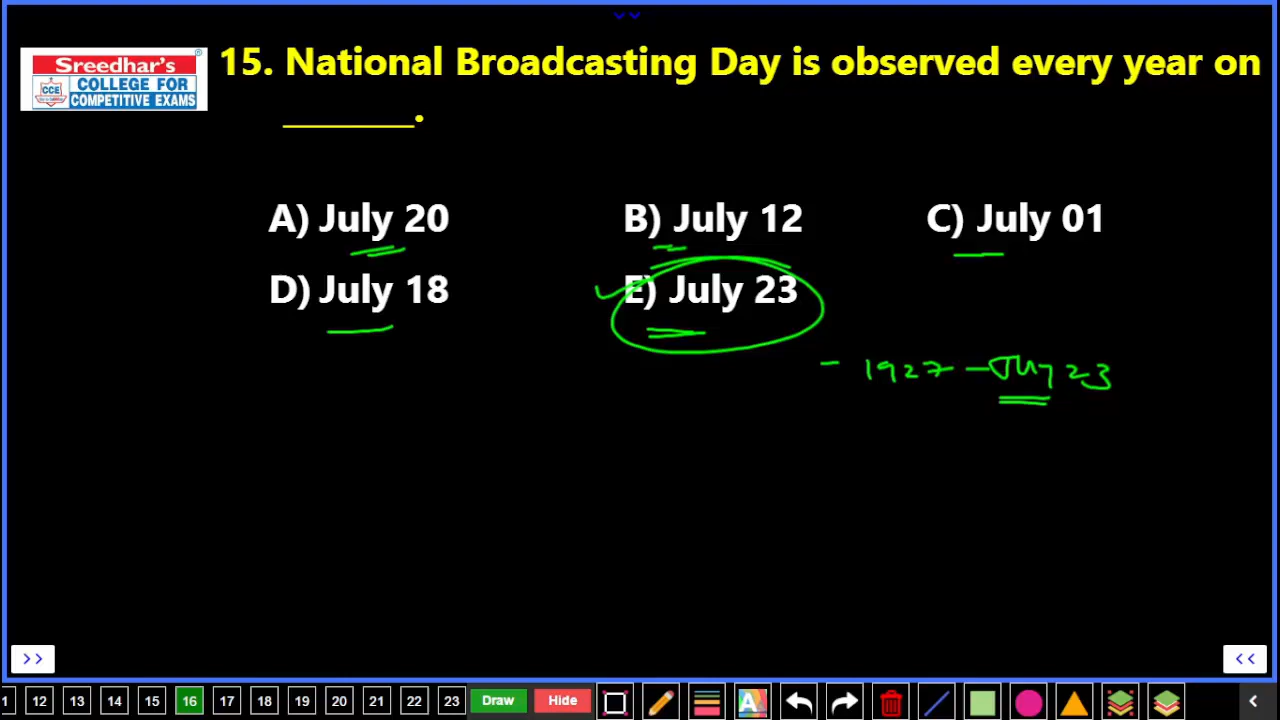 Sreedhar's
CCE
COLLEGE FOR
COMPETITIVE EXAMS
15. National Broadcasting Day is observed every year on
_______.
A) July 20 B) July 12 C) July 01
D) July 18 E) July 23
- 1927 - July 23
>> <<
1 12 13 14 15 16 17 18 19 20 21 22 23 Draw Hide A <